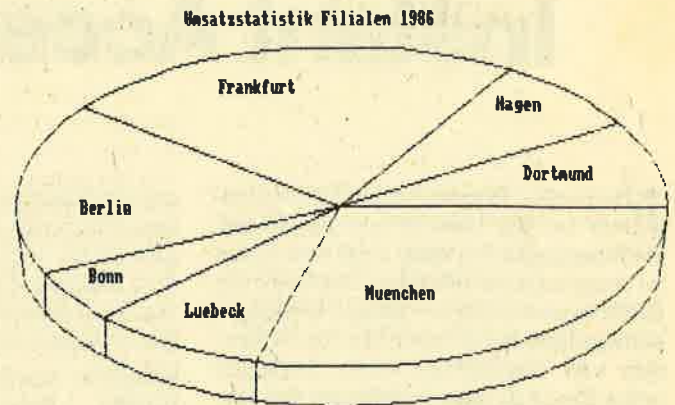 Umsatzstatistik Filialen 1986
Frankfurt
Hagen
Dortmund
Berlin
Bonn
Luebeck
Muenchen